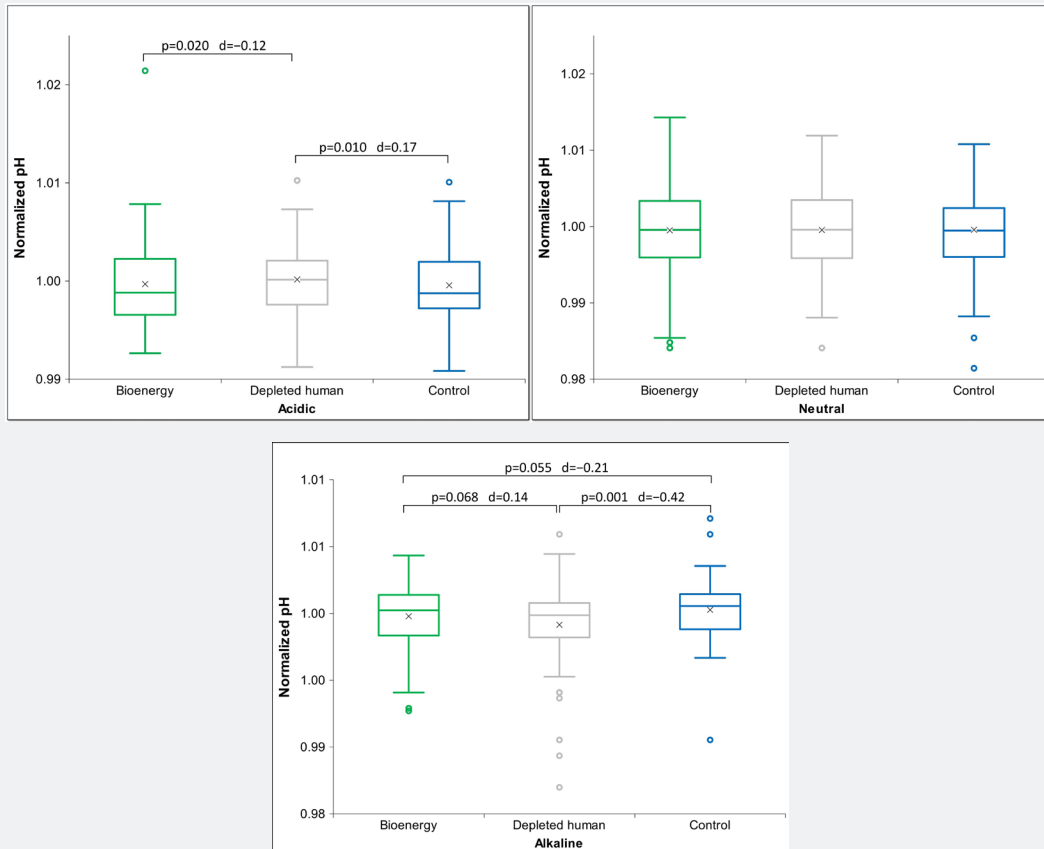 p=0.020 d=−0.12
p=0.010 d=0.17
Normalized pH
1.02
1.01
1.00
0.99
Bioenergy
Depleted human
Control
Acidic
Normalized pH
1.02
1.01
1.00
0.99
0.98
Bioenergy
Depleted human
Control
Neutral
p=0.055 d=−0.21
p=0.068 d=0.14
p=0.001 d=−0.42
Normalized pH
1.01
1.01
1.00
1.00
0.99
0.98
Bioenergy
Depleted human
Control
Alkaline